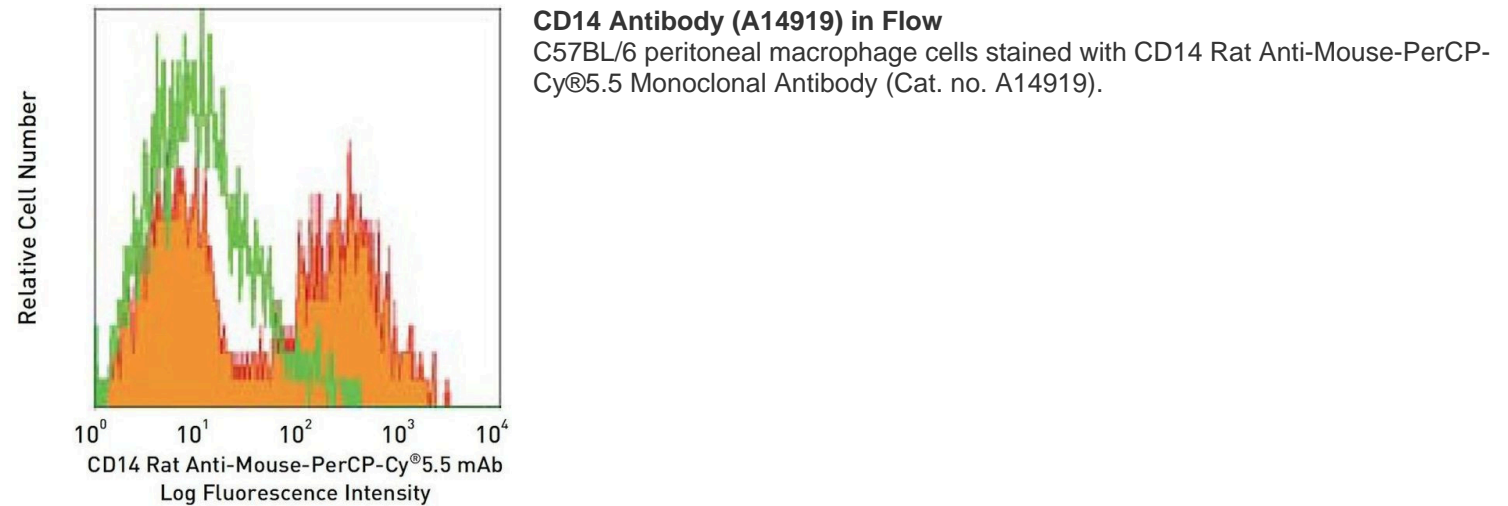 CD14 Antibody (A14919) in Flow
C57BL/6 peritoneal macrophage cells stained with CD14 Rat Anti-Mouse-PerCP-
Cy®5.5 Monoclonal Antibody (Cat. no. A14919).
Relative Cell Number
10⁰ 10¹ 10² 10³ 10⁴
CD14 Rat Anti-Mouse-PerCP-Cy®5.5 mAb
Log Fluorescence Intensity